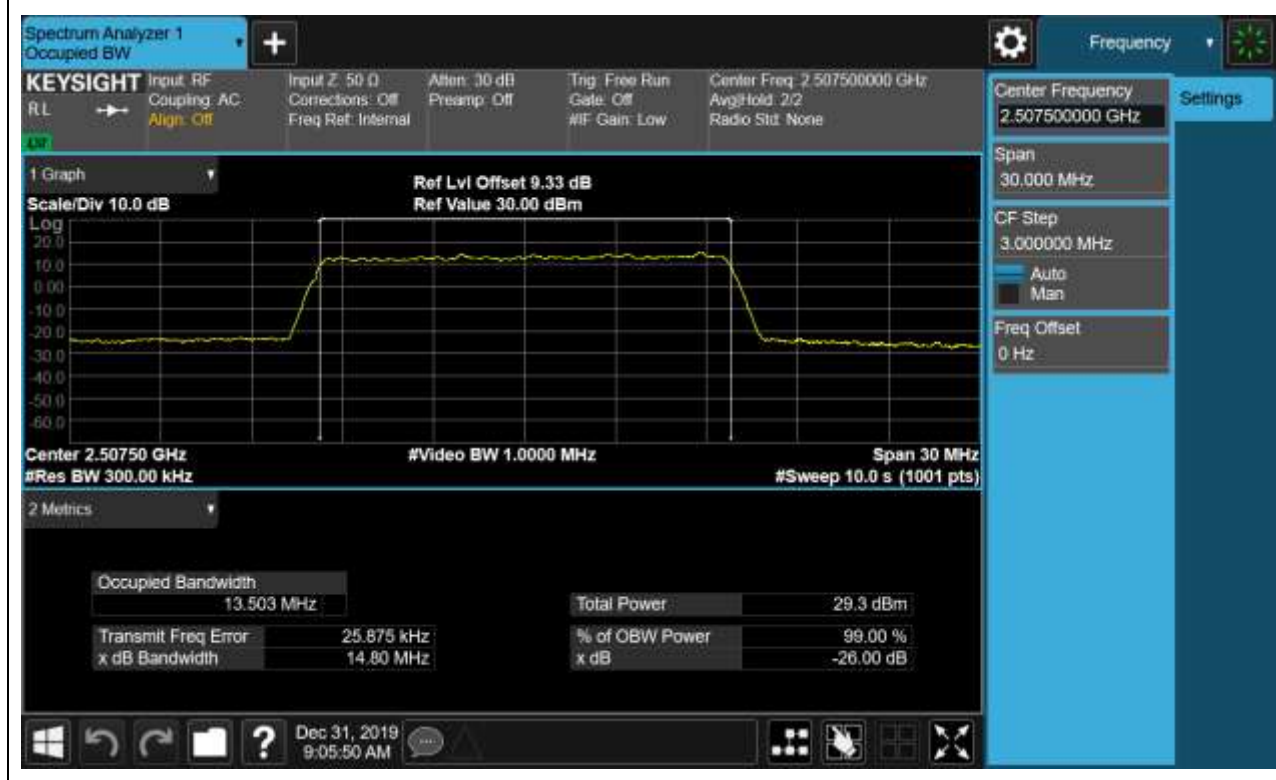 Spectrum Analyzer 1
Occupied BW
Frequency
KEYSIGHT
RL
Input: RF
Coupling: AC
Align: Off
Input Z: 50 Ω
Corrections: Off
Freq Ref: Internal
Atten: 30 dB
Preamp: Off
Trig: Free Run
Gate: Off
#IF Gain: Low
Center Freq: 2.507500000 GHz
Avg|Hold: 2/2
Radio Std: None
Center Frequency
2.507500000 GHz
Settings
Span
30.000 MHz
CF Step
3.000000 MHz
Auto
Man
Freq Offset
0 Hz
1 Graph
Scale/Div 10.0 dB
Ref Lvl Offset 9.33 dB
Ref Value 30.00 dBm
Log
20.0
10.0
0.00
-10.0
-20.0
-30.0
-40.0
-50.0
-60.0
Center 2.50750 GHz
#Res BW 300.00 kHz
#Video BW 1.0000 MHz
Span 30 MHz
#Sweep 10.0 s (1001 pts)
2 Metrics
Occupied Bandwidth
13.503 MHz
Total Power 29.3 dBm
Transmit Freq Error 25.875 kHz
% of OBW Power 99.00 %
x dB Bandwidth 14.80 MHz
x dB -26.00 dB
?
Dec 31, 2019
9:05:50 AM